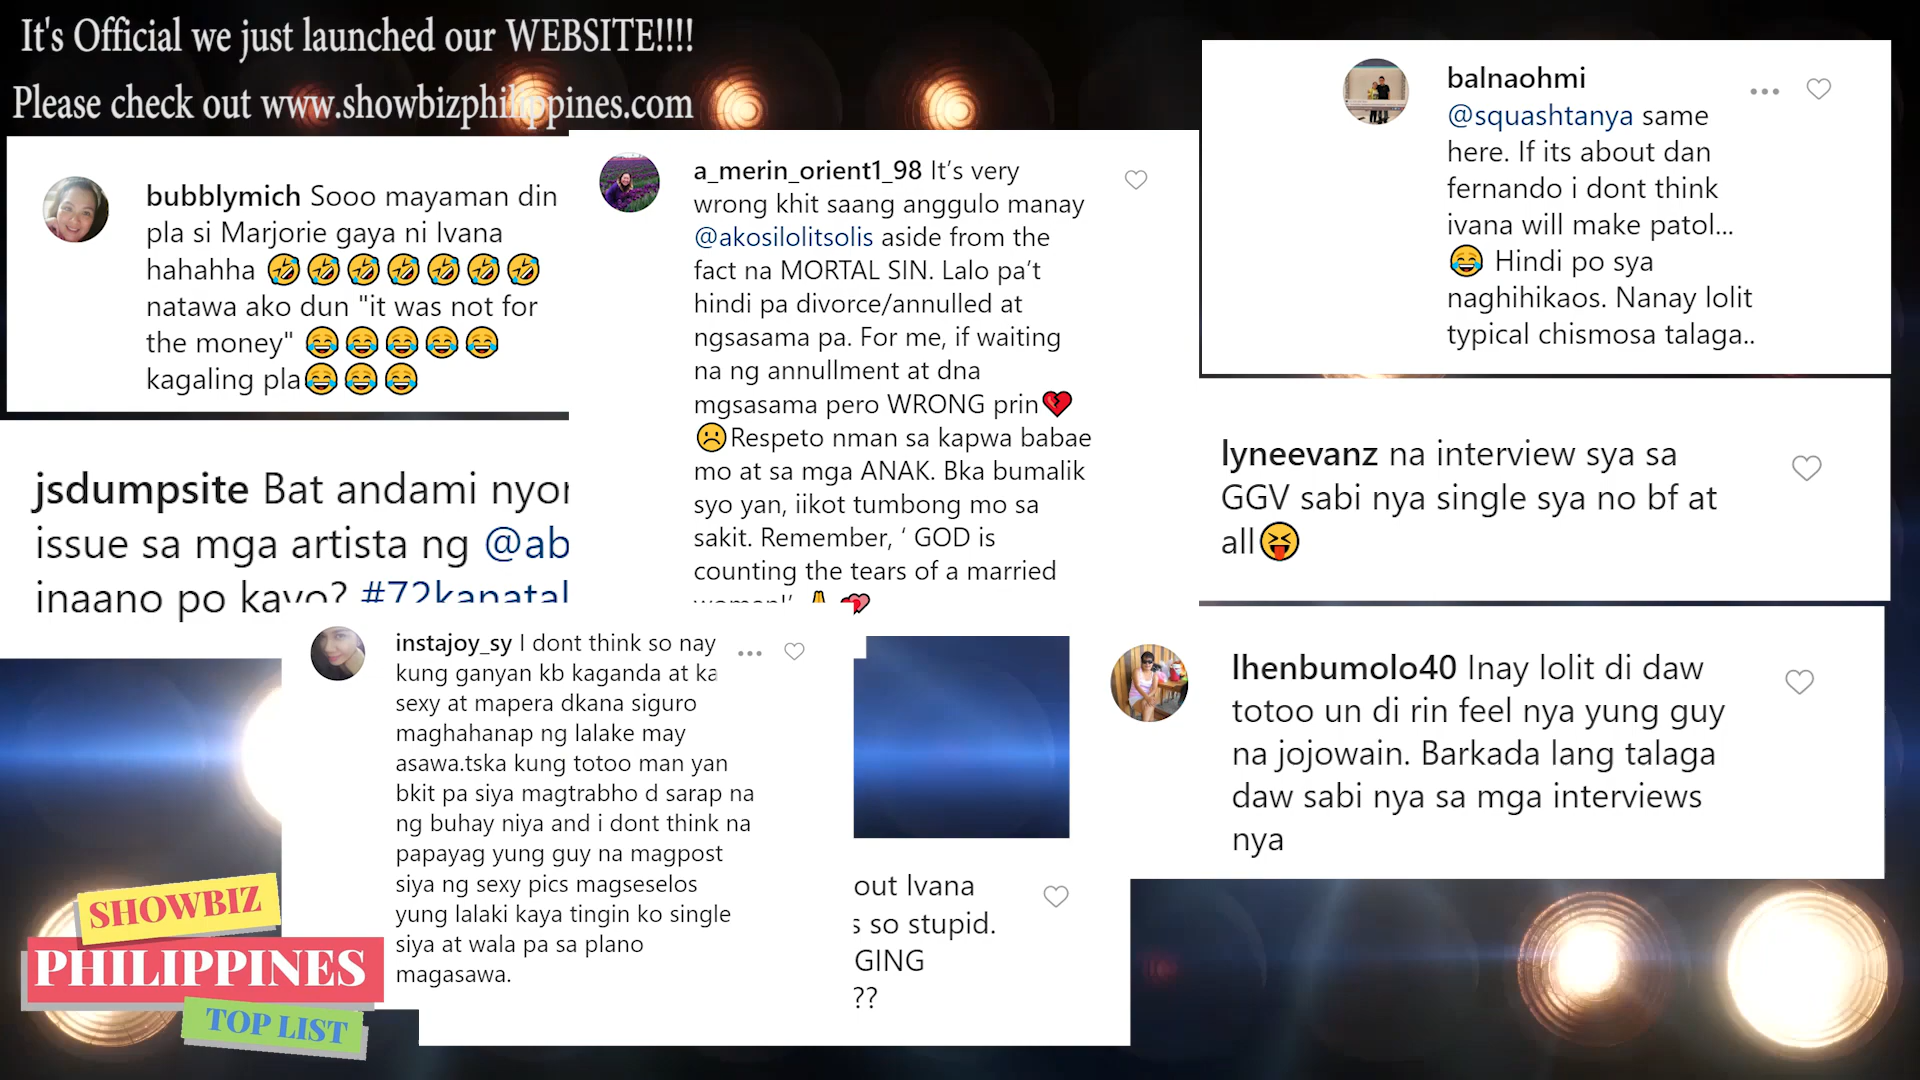 It's Official we just launched our WEBSITE!!!!
Please check out www.showbizphilippines.com
bubblymich Sooo mayaman din
pla si Marjorie gaya ni Ivana
hahahha 🤣🤣🤣🤣🤣🤣🤣
natawa ako dun "it was not for
the money" 😂😂😂😂😂
kagaling pla😂😂😂
jsdumpsite Bat andami nyo
issue sa mga artista ng @ab
inaano po kayo? #72kapatal
a_merin_orient1_98 It’s very
wrong khit saang anggulo manay
@akosilolitsolis aside from the
fact na MORTAL SIN. Lalo pa’t
hindi pa divorce/annulled at
ngsasama pa. For me, if waiting
na ng annullment at dna
mgsasama pero WRONG prin💔
☹️Respeto nman sa kapwa babae
mo at sa mga ANAK. Bka bumalik
syo yan, iikot tumbong mo sa
sakit. Remember, ‘ GOD is
counting the tears of a married
balnaohmi
@squashtanya same
here. If its about dan
fernando i dont think
ivana will make patol...
😂 Hindi po sya
naghihikaos. Nanay lolit
typical chismosa talaga..
lyneevanz na interview sya sa
GGV sabi nya single sya no bf at
all😝
instajoy_sy I dont think so nay
kung ganyan kb kaganda at ka
sexy at mapera dkana siguro
maghahanap ng lalake may
asawa.tska kung totoo man yan
bkit pa siya magtrabho d sarap na
ng buhay niya and i dont think na
papayag yung guy na magpost
siya ng sexy pics magseselos
yung lalaki kaya tingin ko single
siya at wala pa sa plano
magasawa.
lhenbumolo40 Inay lolit di daw
totoo un di rin feel nya yung guy
na jojowain. Barkada lang talaga
daw sabi nya sa mga interviews
nya
out Ivana
s so stupid.
GING
??
SHOWBIZ
PHILIPPINES
TOP LIST